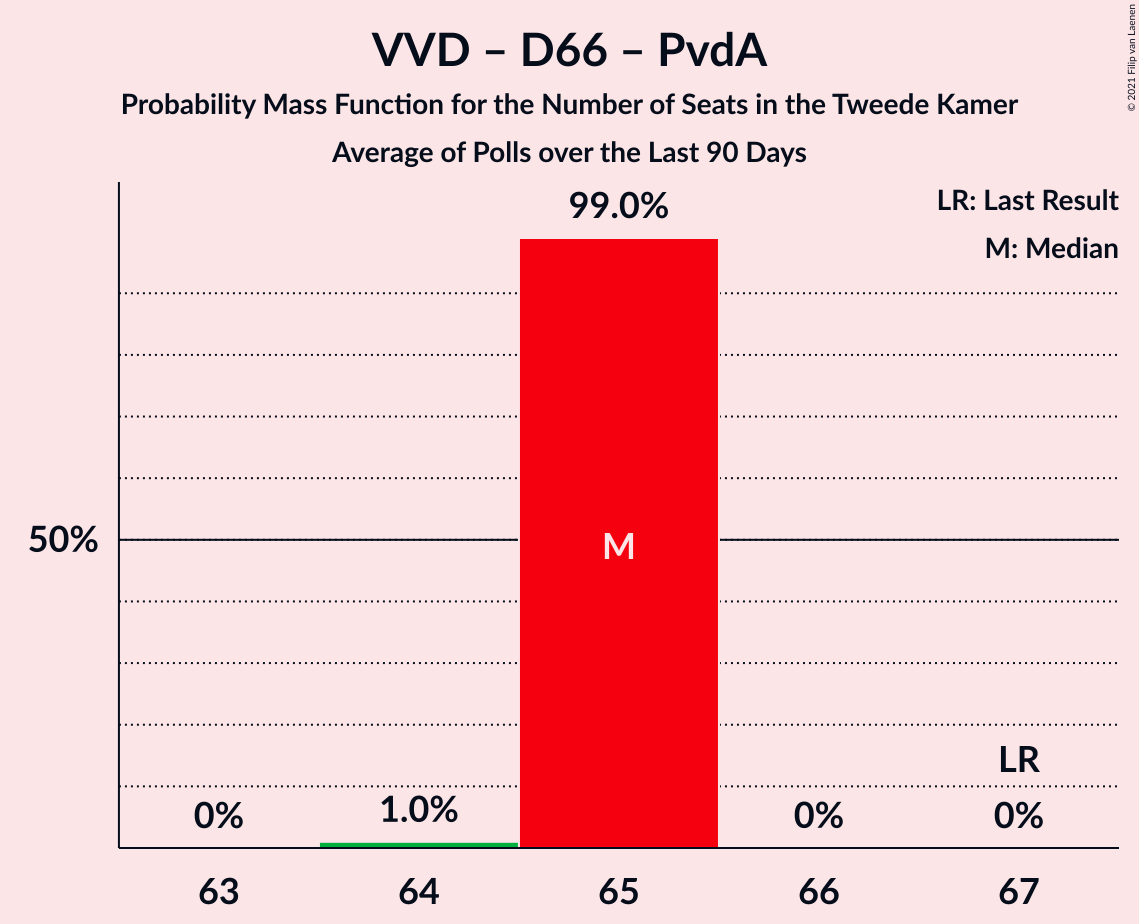 VVD – D66 – PvdA
Probability Mass Function for the Number of Seats in the Tweede Kamer
Average of Polls over the Last 90 Days
© 2021 Filip van Laenen
LR: Last Result
M: Median
99.0%
50%
M
LR
0%
1.0%
0%
0%
63
64
65
66
67